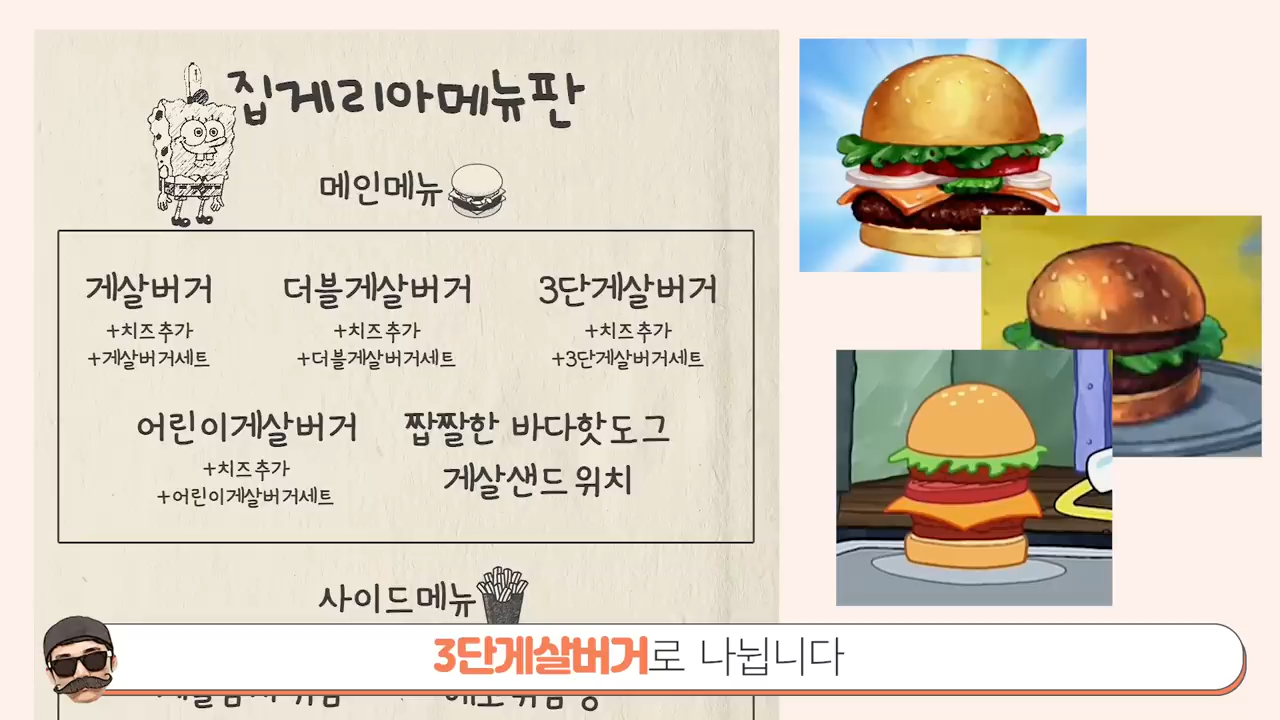 집게리아메뉴판
메인메뉴
게살버거
+치즈추가
+게살버거세트
더블게살버거
+치즈추가
+더블게살버거세트
3단게살버거
+치즈추가
+3단게살버거세트
어린이게살버거
+치즈추가
+어린이게살버거세트
짭짤한 바다핫도그
게살샌드위치
사이드메뉴
3단게살버거로 나뉩니다